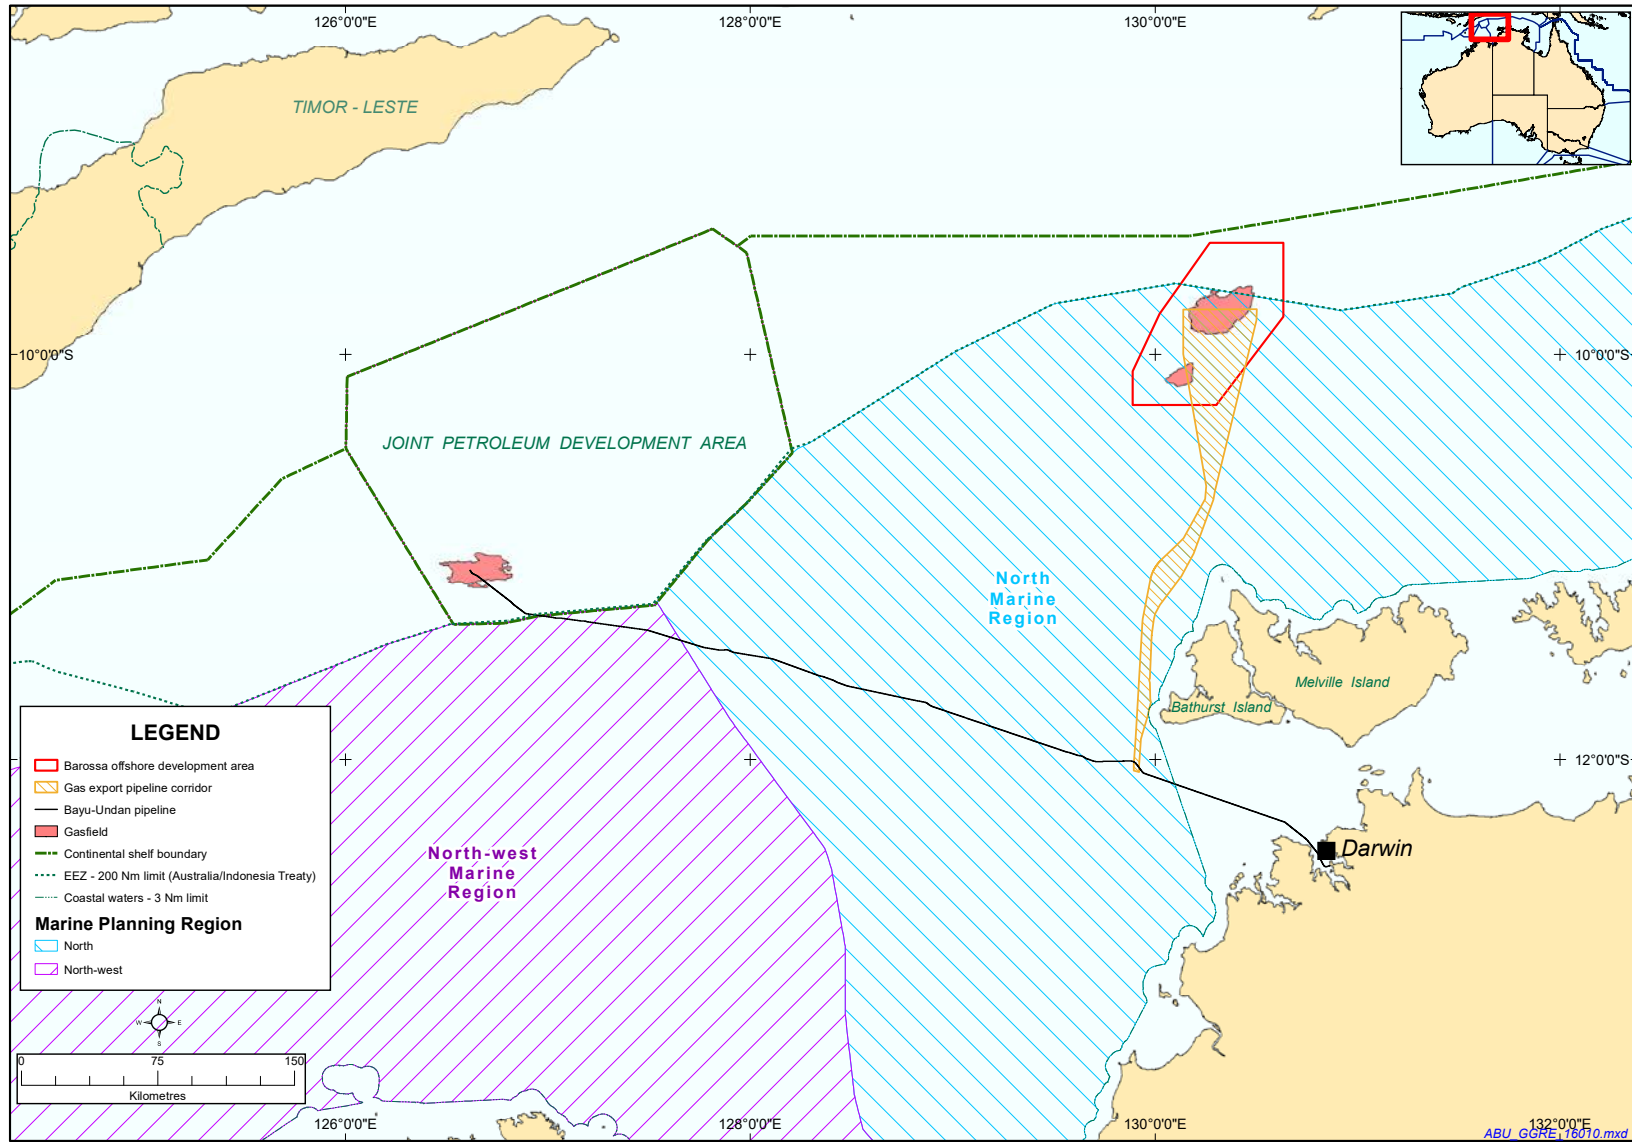 126°0'0"E
128°0'0"E
130°0'0"E
TIMOR - LESTE
10°0'0"S
10°0'0"S
JOINT PETROLEUM DEVELOPMENT AREA
North
Marine
Region
Melville Island
Bathurst Island
12°0'0"S
Darwin
North-west
Marine
Region
LEGEND
Barossa offshore development area
Gas export pipeline corridor
Bayu-Undan pipeline
Gasfield
Continental shelf boundary
EEZ - 200 Nm limit (Australia/Indonesia Treaty)
Coastal waters - 3 Nm limit
Marine Planning Region
North
North-west
N
W
E
S
0
75
150
Kilometres
126°0'0"E
128°0'0"E
130°0'0"E
132°0'0"E
ABU_GGRE_16010.mxd